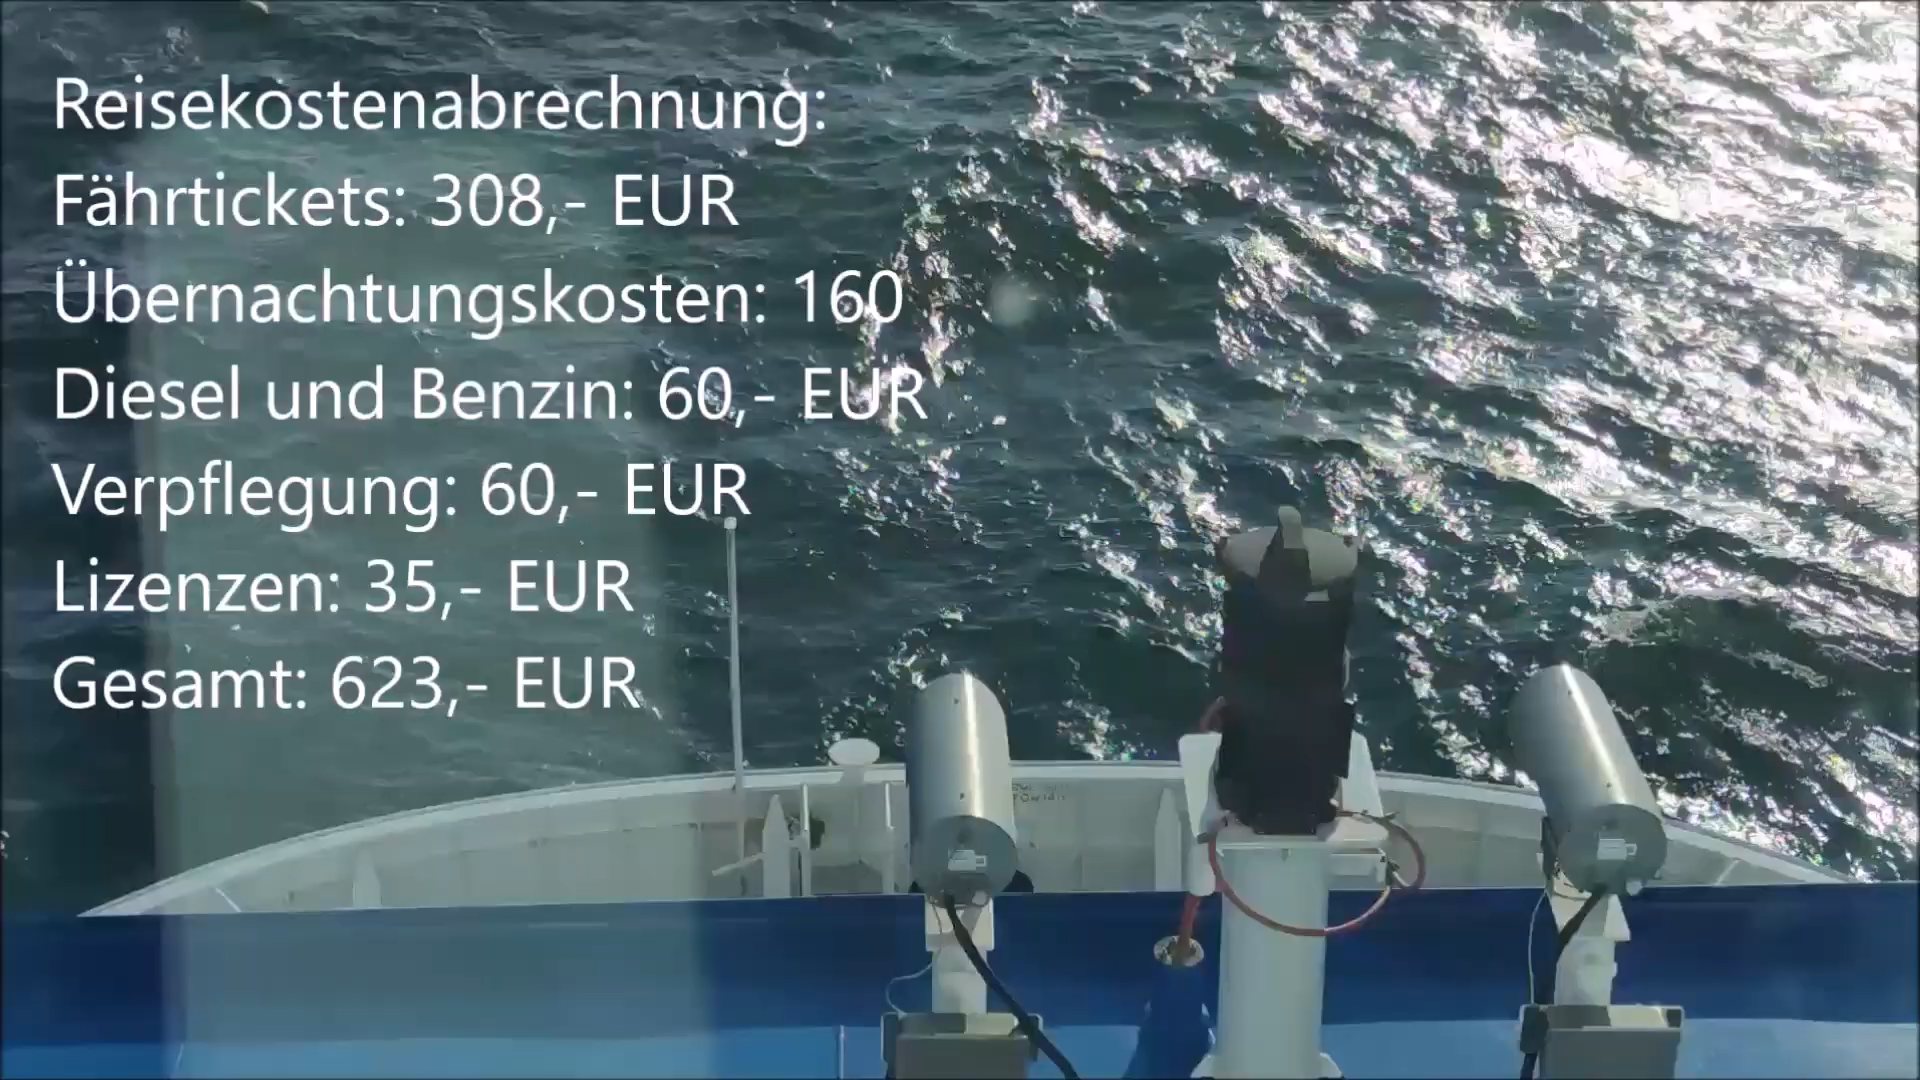 Reisekostenabrechnung:
Fährtickets: 308,- EUR
Übernachtungskosten: 160
Diesel und Benzin: 60,- EUR
Verpflegung: 60,- EUR
Lizenzen: 35,- EUR
Gesamt: 623,- EUR